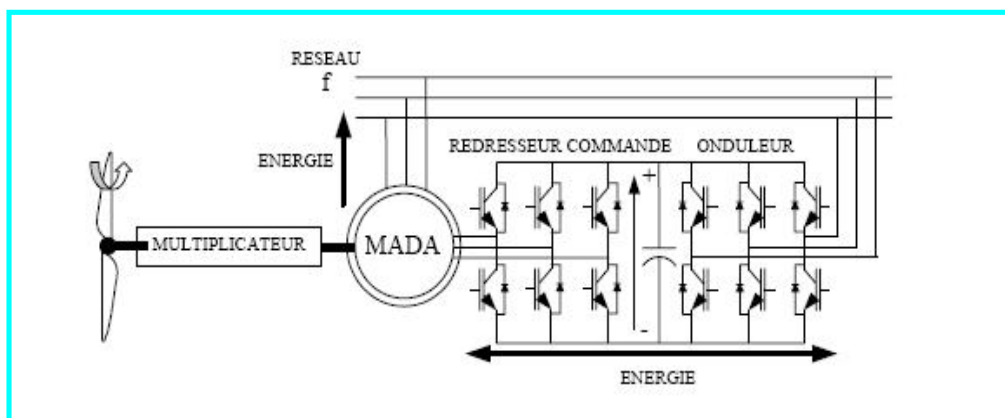 RESEAU
f
ENERGIE
REDRESSEUR COMMANDE
ONDULEUR
+
MULTIPLICATEUR
MADA
-
ENERGIE